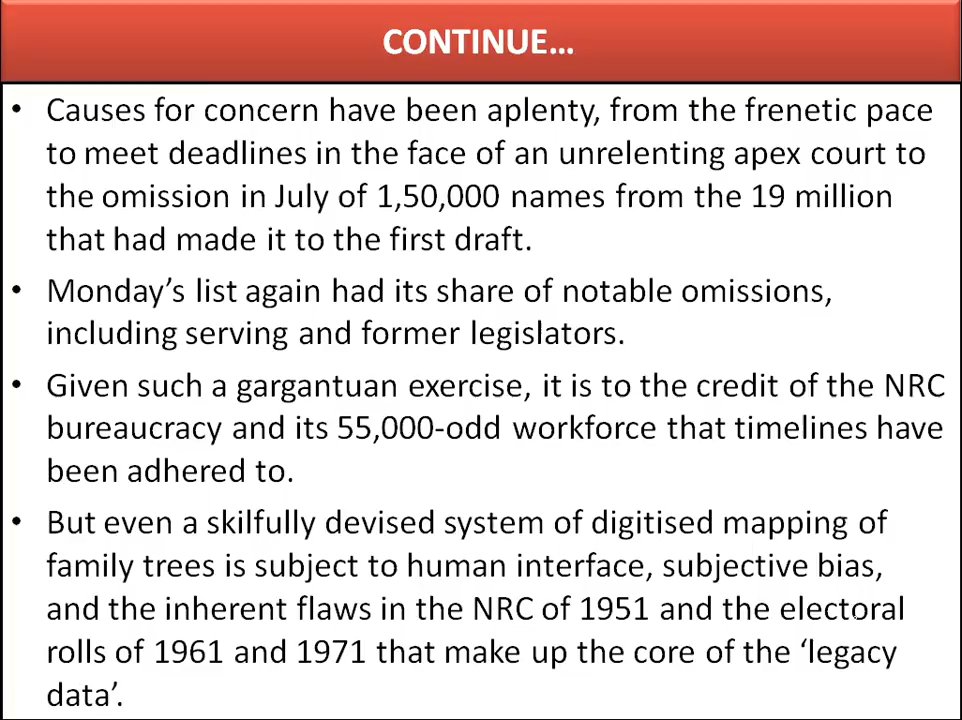 CONTINUE...
• Causes for concern have been aplenty, from the frenetic pace
to meet deadlines in the face of an unrelenting apex court to
the omission in July of 1,50,000 names from the 19 million
that had made it to the first draft.
• Monday’s list again had its share of notable omissions,
including serving and former legislators.
• Given such a gargantuan exercise, it is to the credit of the NRC
bureaucracy and its 55,000-odd workforce that timelines have
been adhered to.
• But even a skilfully devised system of digitised mapping of
family trees is subject to human interface, subjective bias,
and the inherent flaws in the NRC of 1951 and the electoral
rolls of 1961 and 1971 that make up the core of the ‘legacy
data’.